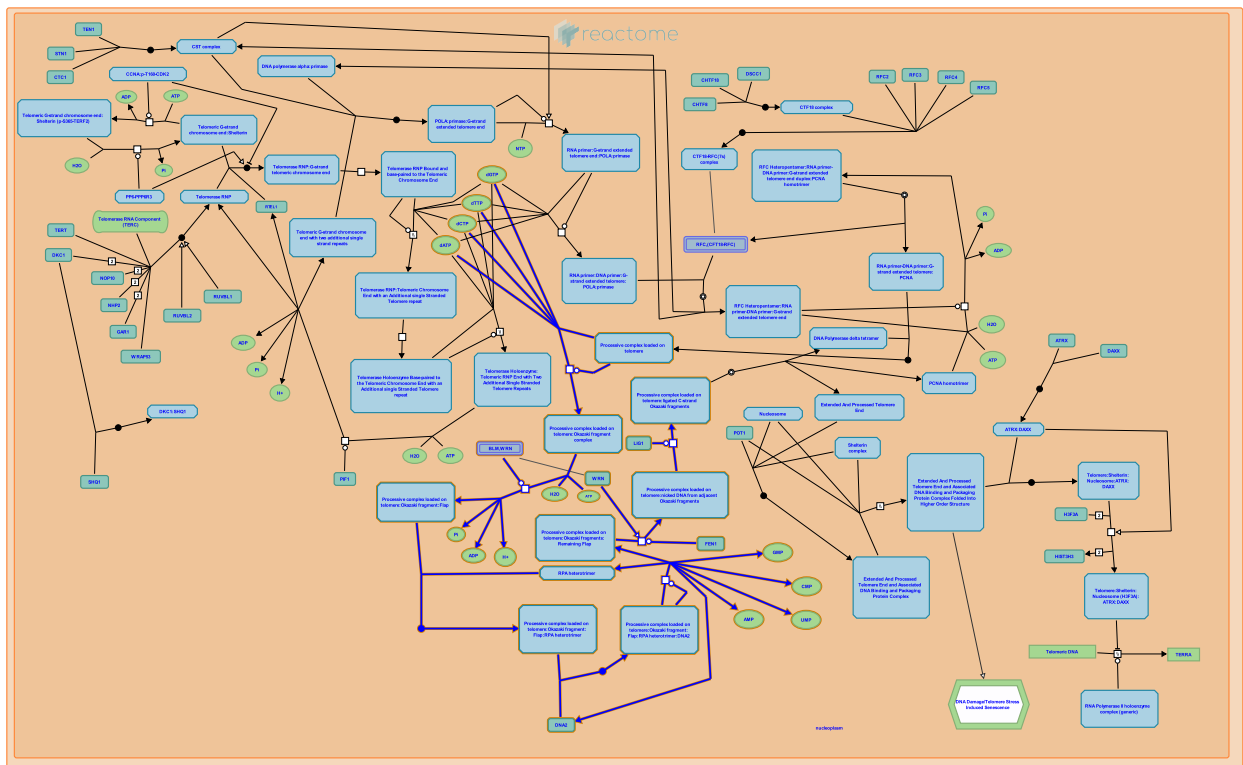 reactome
TEN1
STN1
CTC1
CST complex
CCNA:p-T160-CDK2
ADP
ATP
Telomeric G-strand chromosome end:
Shelterin (p-S365-TERF2)
Telomeric G-strand
chromosome end:Shelterin
H2O
Pi
PP6-PPP6R3
DNA polymerase alpha:primase
POLA primase:G-strand
extended telomere end
NTP
RNA primer:G-strand extended
telomere end:POLA primase
Telomerase RNP:G-strand
telomeric chromosome end
Telomerase RNP Bound and
base-paired to the Telomeric
Chromosome End
dGTP
dTTP
dCTP
dATP
Telomerase RNP
RTEL1
Telomerase RNA Component
(TERC)
TERT
DKC1
NOP10
2
2
2
NHP2
GAR1
WRAP53
RUVBL1
RUVBL2
Telomeric G-strand chromosome
end with two additional single
strand repeats
ADP
Pi
H+
Telomerase RNP:Telomeric Chromosome
End with an Additional single Stranded
Telomere repeat
RNA primer:DNA primer:G-
strand extended telomere:
POLA primase
Telomerase Holoenzyme Base-paired to
the Telomeric Chromosome End with an
Additional single Stranded Telomere
repeat
Telomerase Holoenzyme:
Telomeric RNP End with Two
Additional Single Stranded
Telomere Repeats
DKC1:SHQ1
SHQ1
PIF1
H2O
ATP
CHTF18
DSCC1
CHTF8
CTF18 complex
RFC2
RFC3
RFC4
RFC5
CTF18-RFC(7s)
complex
RFC Heteropentamer:RNA primer-
DNA primer:G-strand extended
telomere end duplex:PCNA
homotrimer
RFC,(CFT18-RFC)
RNA primer-DNA primer:G-
strand extended telomere:
PCNA
RFC Heteropentamer:RNA
primer-DNA primer:G-strand
extended telomere end
Pi
ADP
H2O
ATP
DNA Polymerase delta tetramer
PCNA homotrimer
Processive complex loaded on
telomere
Processive complex loaded on
telomere ligated C-strand
Okazaki fragments
Processive complex loaded on
telomere:Okazaki fragment
complex
LIG1
BLM,WRN
H2O
ATP
WRN
Processive complex loaded on
telomere:nicked DNA from adjacent
Okazaki fragments
Processive complex loaded on
telomere:Okazaki fragment:Flap
Pi
ADP
H+
Processive complex loaded on
telomere:Okazaki fragments:
Remaining Flap
FEN1
RPA heterotrimer
GMP
CMP
UMP
AMP
Processive complex loaded on
telomere:Okazaki fragment:
Flap:RPA heterotrimer
Processive complex loaded on
telomere:Okazaki fragment:
Flap:RPA heterotrimer:DNA2
DNA2
Extended And Processed Telomere
End
Nucleosome
POT1
Shelterin
complex
Extended And Processed
Telomere End and Associated
DNA Binding and Packaging
Protein Complex Folded Into
Higher Order Structure
Extended And Processed
Telomere End and Associated
DNA Binding and Packaging
Protein Complex
ATRX
DAXX
ATRX:DAXX
Telomere:Shelterin:
Nucleosome:ATRX:
DAXX
H3F3A
2
HIST3H3
2
Telomere:Shelterin:
Nucleosome (H3F3A):
ATRX:DAXX
Telomeric DNA
TERRA
RNA Polymerase II holoenzyme
complex (generic)
DNA Damage/Telomere Stress
Induced Senescence
nucleoplasm